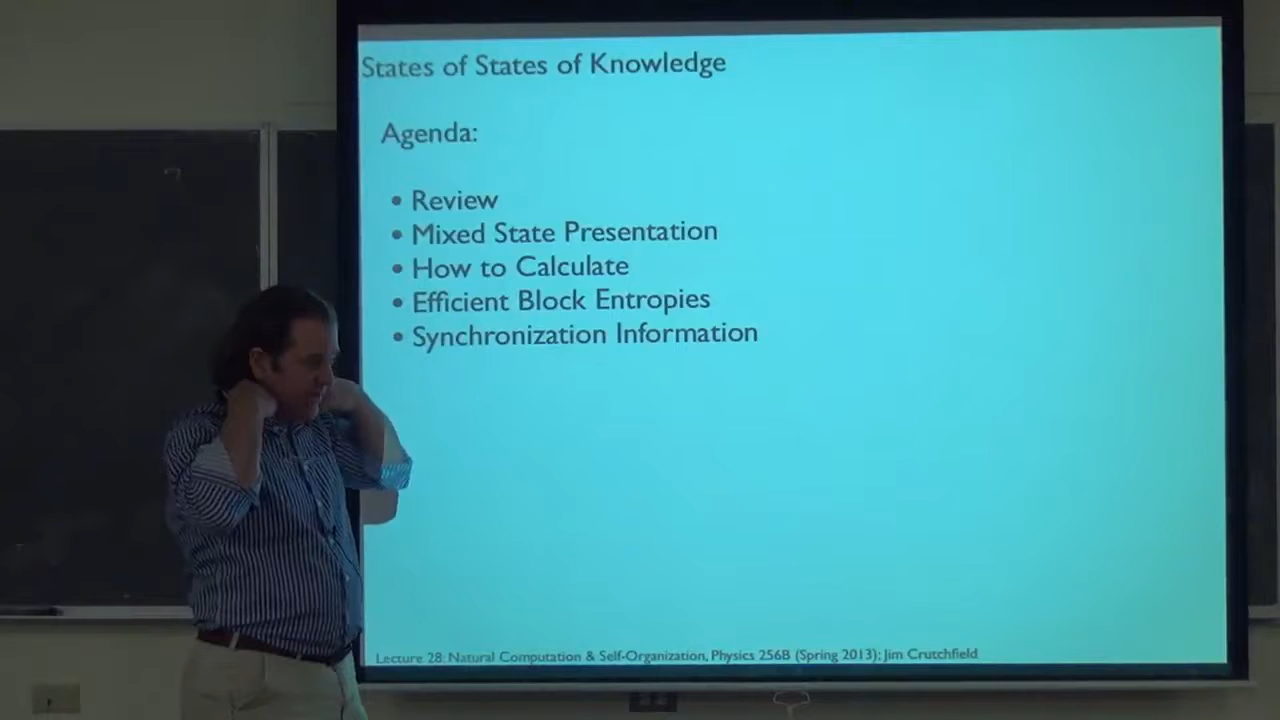 States of States of Knowledge
Agenda:
• Review
• Mixed State Presentation
• How to Calculate
• Efficient Block Entropies
• Synchronization Information
Lecture 28: Natural Computation & Self-Organization, Physics 256B (Spring 2013); Jim Crutchfield